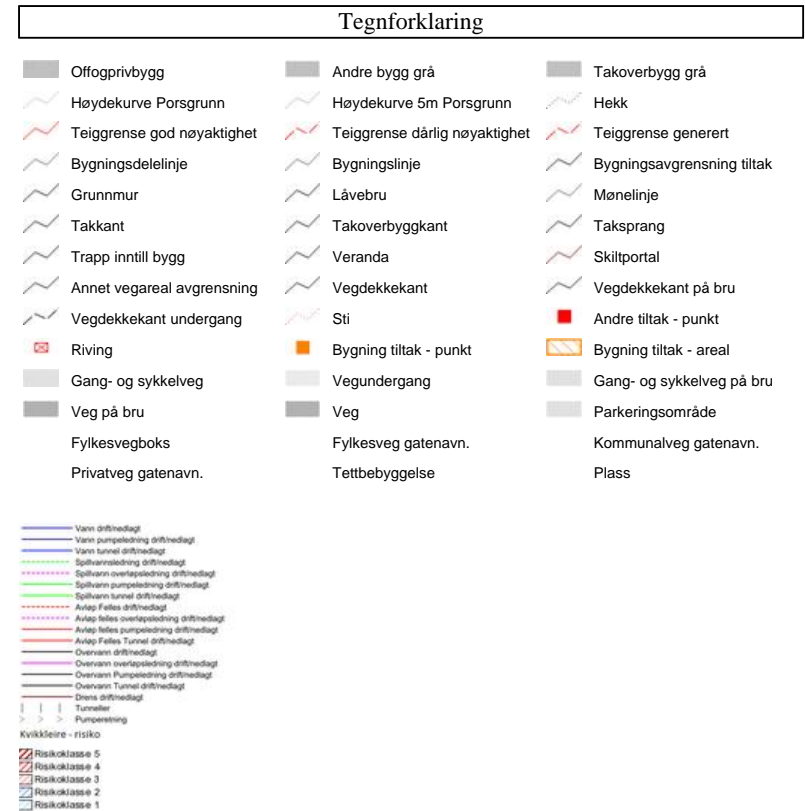 Tegnforklaring
Offogprivbygg Andre bygg grå Takoverbygg grå
Høydekurve Porsgrunn Høydekurve 5m Porsgrunn Hekk
Teiggrense god nøyaktighet Teiggrense dårlig nøyaktighet Teiggrense generert
Bygningsdelelinje Bygningslinje Bygningsavgrensning tiltak
Grunnmur Låvebru Mønelinje
Takkant Takoverbyggkant Taksprang
Trapp inntill bygg Veranda Skiltportal
Annet vegareal avgrensning Vegdekkekant Vegdekkekant på bru
Vegdekkekant undergang Sti Andre tiltak - punkt
Riving Bygning tiltak - punkt Bygning tiltak - areal
Gang- og sykkelveg Vegundergang Gang- og sykkelveg på bru
Veg på bru Veg Parkeringsområde
Fylkesvegboks Fylkesveg gatenavn. Kommunalveg gatenavn.
Privatveg gatenavn. Tettbebyggelse Plass
Vann drift/nedlagt
Vann pumpeledning drift/nedlagt
Vann tunnel drift/nedlagt
Spillvannsledning drift/nedlagt
Spillvann overløpsledning drift/nedlagt
Spillvann pumpeledning drift/nedlagt
Spillvann tunnel drift/nedlagt
Avløp Felles drift/nedlagt
Avløp felles overløpsledning drift/nedlagt
Avløp felles pumpeledning drift/nedlagt
Avløp Felles Tunnel drift/nedlagt
Overvann drift/nedlagt
Overvann overløpsledning drift/nedlagt
Overvann Pumpeledning drift/nedlagt
Overvann Tunnel drift/nedlagt
Drens drift/nedlagt
Tunneller
Pumperetning
Kvikkleire - risiko
Risikoklasse 5
Risikoklasse 4
Risikoklasse 3
Risikoklasse 2
Risikoklasse 1